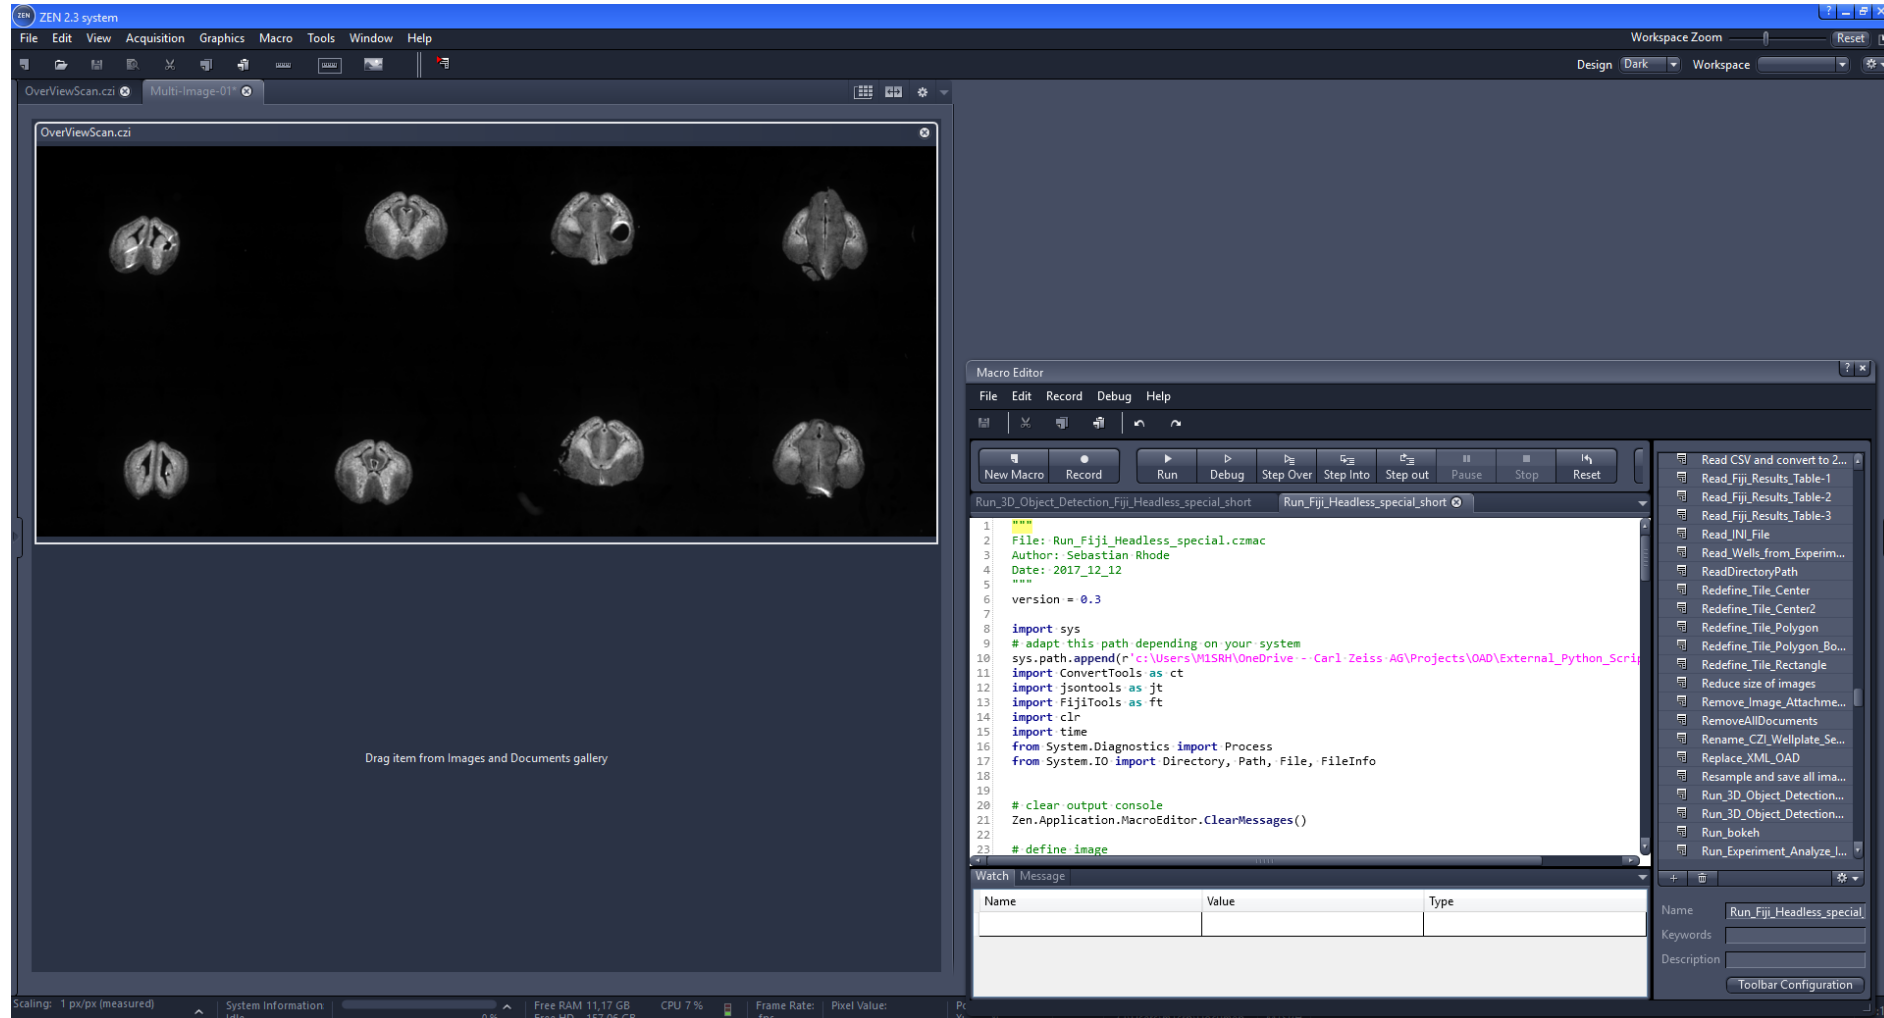 ZEN ZEN 2.3 system
File Edit View Acquisition Graphics Macro Tools Window Help
Workspace Zoom Reset
Design Dark Workspace
OverViewScan.czi Multi-Image-01*
OverViewScan.czi
Drag item from Images and Documents gallery
Macro Editor
File Edit Record Debug Help
New Macro Record Run Debug Step Over Step Into Step out Pause Stop Reset
Run_3D_Object_Detection_Fiji_Headless_special_short Run_Fiji_Headless_special_short
1 """
2 File: Run_Fiji_Headless_special.czmac
3 Author: Sebastian Rhode
4 Date: 2017_12_12
5 """
6 version = 0.3
7
8 import sys
9 # adapt this path depending on your system
10 sys.path.append(r'c:\Users\M1SRH\OneDrive - Carl Zeiss AG\Projects\OAD\External_Python_Scrip
11 import ConvertTools as ct
12 import jsontools as jt
13 import FijiTools as ft
14 import clr
15 import time
16 from System.Diagnostics import Process
17 from System.IO import Directory, Path, File, FileInfo
18
19
20 # clear output console
21 Zen.Application.MacroEditor.ClearMessages()
22
23 # define image
Watch Message
Name Value Type
Read CSV and convert to 2...
Read_Fiji_Results_Table-1
Read_Fiji_Results_Table-2
Read_Fiji_Results_Table-3
Read_INI_File
Read_Wells_from_Experim...
ReadDirectoryPath
Redefine_Tile_Center
Redefine_Tile_Center2
Redefine_Tile_Polygon
Redefine_Tile_Polygon_Bo...
Redefine_Tile_Rectangle
Reduce size of images
Remove_Image_Attachme...
RemoveAllDocuments
Rename_CZI_Wellplate_Se...
Replace_XML_OAD
Resample and save all ima...
Run_3D_Object_Detection...
Run_3D_Object_Detection...
Run_bokeh
Run_Experiment_Analyze_I...
Name Run_Fiji_Headless_special_
Keywords
Description
Toolbar Configuration
Scaling: 1 px/px (measured) System Information: Free RAM 11,17 GB CPU 7 % Frame Rate: Pixel Value:
Idle 0 % Free HD 157,06 GB fps